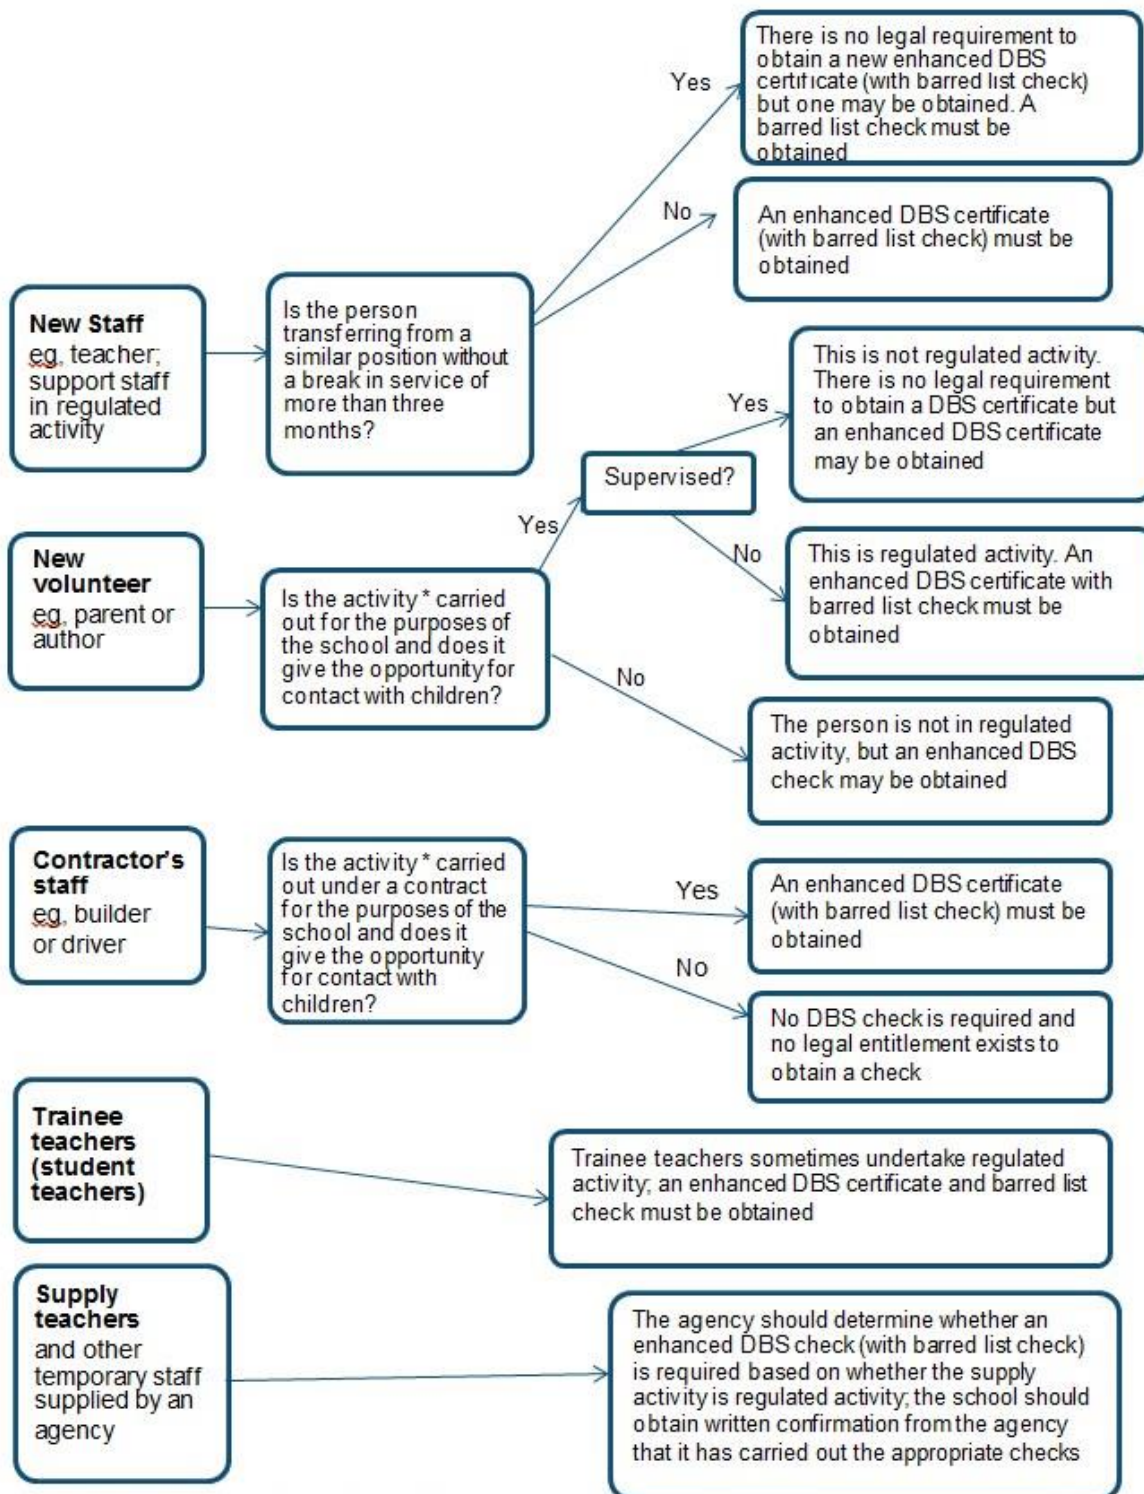 There is no legal requirement to
obtain a new enhanced DBS
certificate (with barred list check)
but one may be obtained. A
barred list check must be
obtained
Yes
No
An enhanced DBS certificate
(with barred list check) must be
obtained
New Staff
eg, teacher;
support staff
in regulated
activity
Is the person
transferring from a
similar position without
a break in service of
more than three
months?
This is not regulated activity.
There is no legal requirement
to obtain a DBS certificate but
an enhanced DBS certificate
may be obtained
Yes
Supervised?
Yes
No
This is regulated activity. An
enhanced DBS certificate with
barred list check must be
obtained
New
volunteer
eg, parent or
author
Is the activity * carried
out for the purposes of
the school and does it
give the opportunity for
contact with children?
No
The person is not in regulated
activity, but an enhanced DBS
check may be obtained
Contractor's
staff
eg, builder
or driver
Is the activity * carried
out under a contract
for the purposes of the
school and does it
give the opportunity
for contact with
children?
Yes
An enhanced DBS certificate
(with barred list check) must be
obtained
No
No DBS check is required and
no legal entitlement exists to
obtain a check
Trainee
teachers
(student
teachers)
Trainee teachers sometimes undertake regulated
activity; an enhanced DBS certificate and barred list
check must be obtained
Supply
teachers
and other
temporary staff
supplied by an
agency
The agency should determine whether an
enhanced DBS check (with barred list check)
is required based on whether the supply
activity is regulated activity; the school should
obtain written confirmation from the agency
that it has carried out the appropriate checks